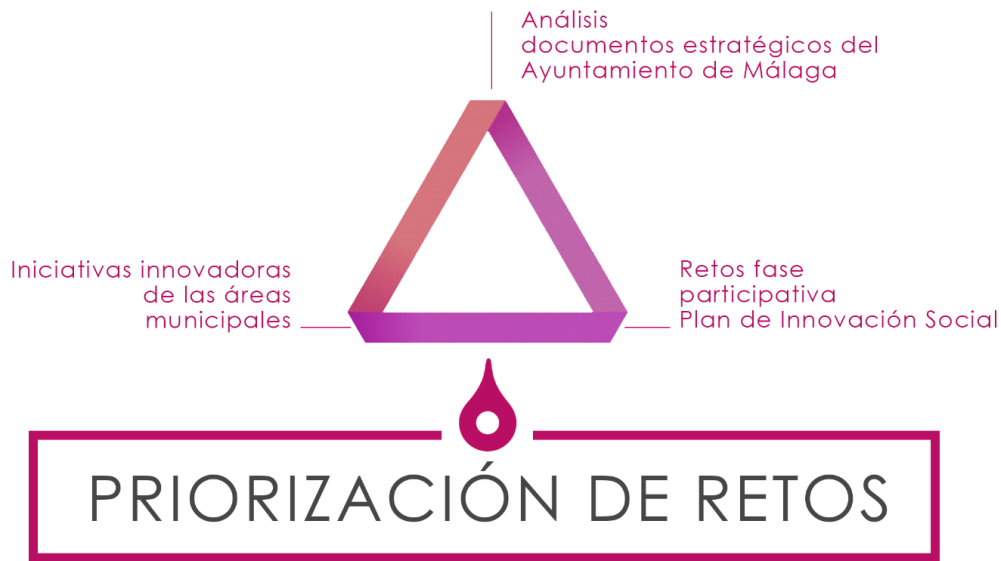 Análisis
documentos estratégicos del
Ayuntamiento de Málaga
Iniciativas innovadoras
de las áreas
municipales
Retos fase
participativa
Plan de Innovación Social
PRIORIZACIÓN DE RETOS